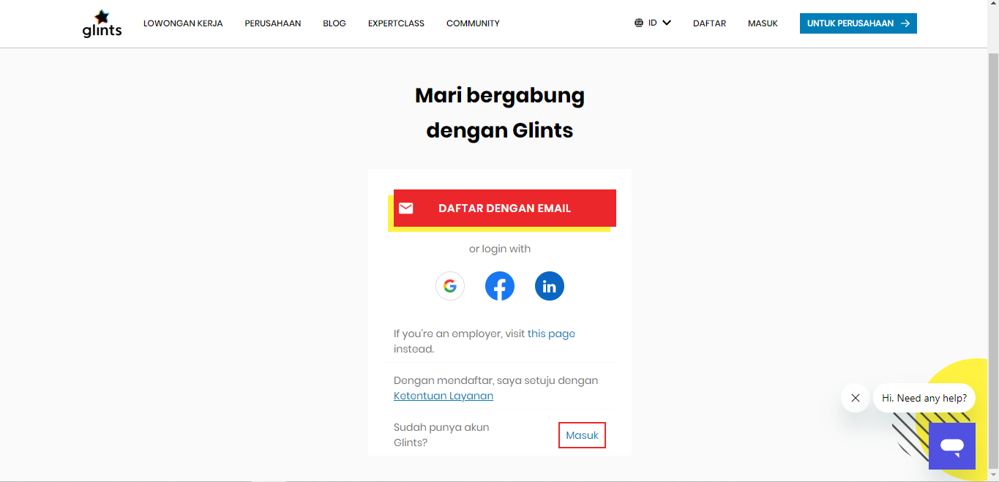 glints
LOWONGAN KERJA
PERUSAHAAN
BLOG
EXPERTCLASS
COMMUNITY
ID
DAFTAR
MASUK
UNTUK PERUSAHAAN
Mari bergabung
dengan Glints
DAFTAR DENGAN EMAIL
or login with
If you're an employer, visit this page
instead.
Dengan mendaftar, saya setuju dengan
Ketentuan Layanan
Sudah punya akun
Glints?
Masuk
Hi. Need any help?